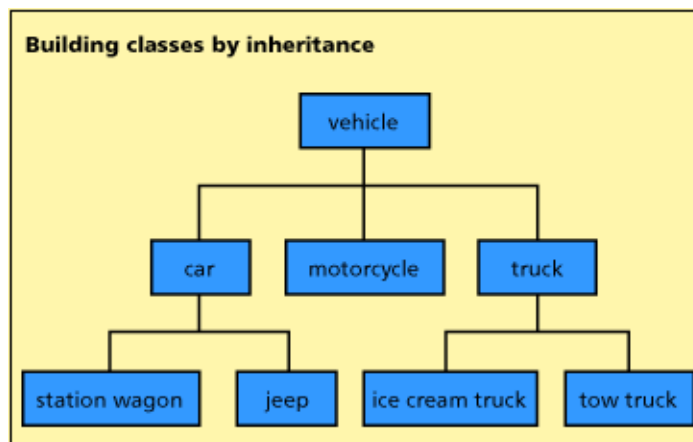 Building classes by inheritance
vehicle
car
motorcycle
truck
station wagon
jeep
ice cream truck
tow truck